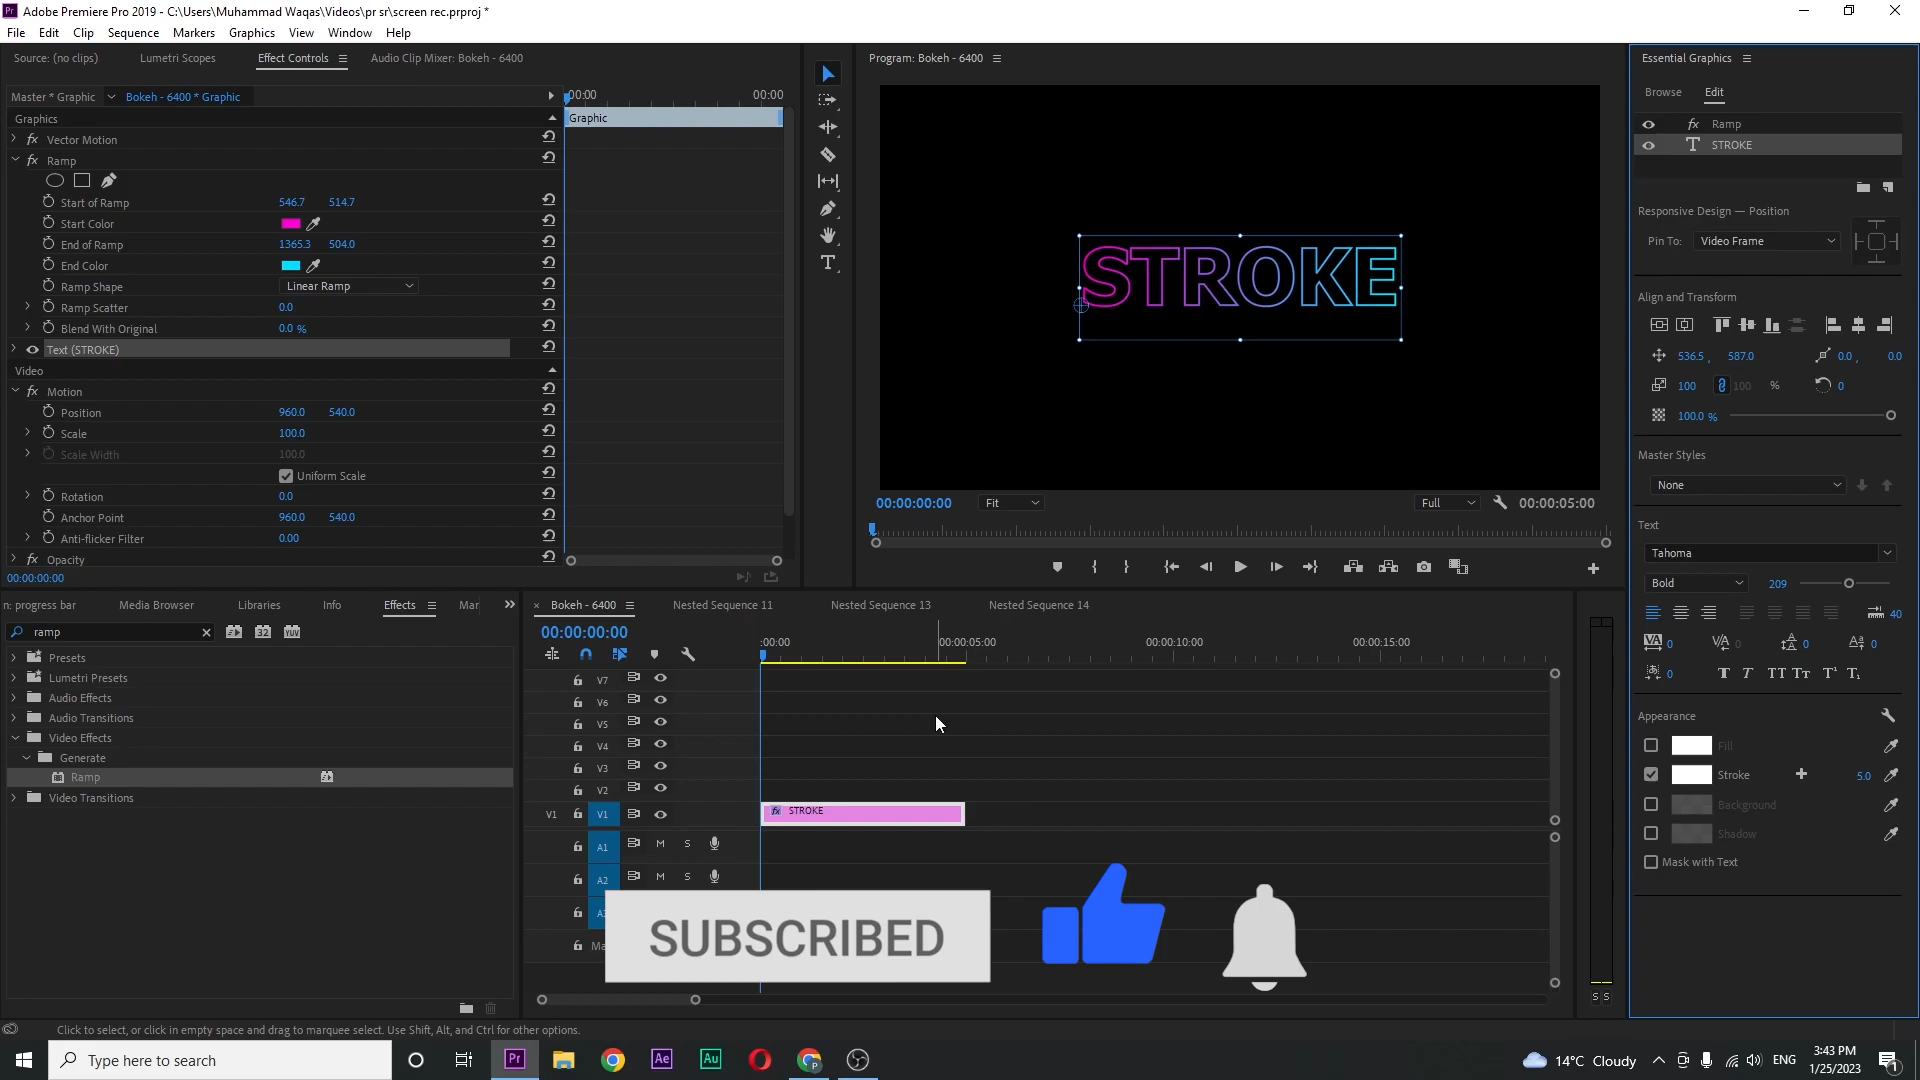 Adobe Premiere Pro 2019 - C:\Users\Muhammad Waqas\Videos\pr sr\screen rec.prproj *
File Edit Clip Sequence Markers Graphics View Window Help
Source: (no clips) Lumetri Scopes Effect Controls Audio Clip Mixer: Bokeh - 6400
Master * Graphic Bokeh - 6400 * Graphic
:00:00 00:00
Graphics
Graphic
Vector Motion
Ramp
Start of Ramp 546.7 514.7
Start Color
End of Ramp 1365.3 504.0
End Color
Ramp Shape Linear Ramp
Ramp Scatter 0.0
Blend With Original 0.0 %
Text (STROKE)
Video
Motion
Position 960.0 540.0
Scale 100.0
Scale Width 100.0
Uniform Scale
Rotation 0.0
Anchor Point 960.0 540.0
Anti-flicker Filter 0.00
Opacity
00:00:00:00
Program: Bokeh - 6400
STROKE
00:00:00:00 Fit Full 00:00:05:00
Essential Graphics
Browse Edit
Ramp
STROKE
Responsive Design — Position
Pin To: Video Frame
Align and Transform
536.5 , 587.0 0.0 , 0.0
100 100 % 0
100.0 %
Master Styles
None
Text
Tahoma
Bold 209
40
0 0 0 0
0
Appearance
Fill
Stroke 5.0
Background
Shadow
Mask with Text
n: progress bar Media Browser Libraries Info Effects Mar
ramp 32 YUV
Presets
Lumetri Presets
Audio Effects
Audio Transitions
Video Effects
Generate
Ramp
Video Transitions
Bokeh - 6400 Nested Sequence 11 Nested Sequence 13 Nested Sequence 14
00:00:00:00
:00:00 00:00:05:00 00:00:10:00 00:00:15:00
V7
V6
V5
V4
V3
V2
V1 V1 STROKE
A1 M S
A2 M S
SUBSCRIBED
S S
Click to select, or click in empty space and drag to marquee select. Use Shift, Alt, and Ctrl for other options.
Type here to search
Pr Ae Au
14°C Cloudy ENG
3:43 PM
1/25/2023
1